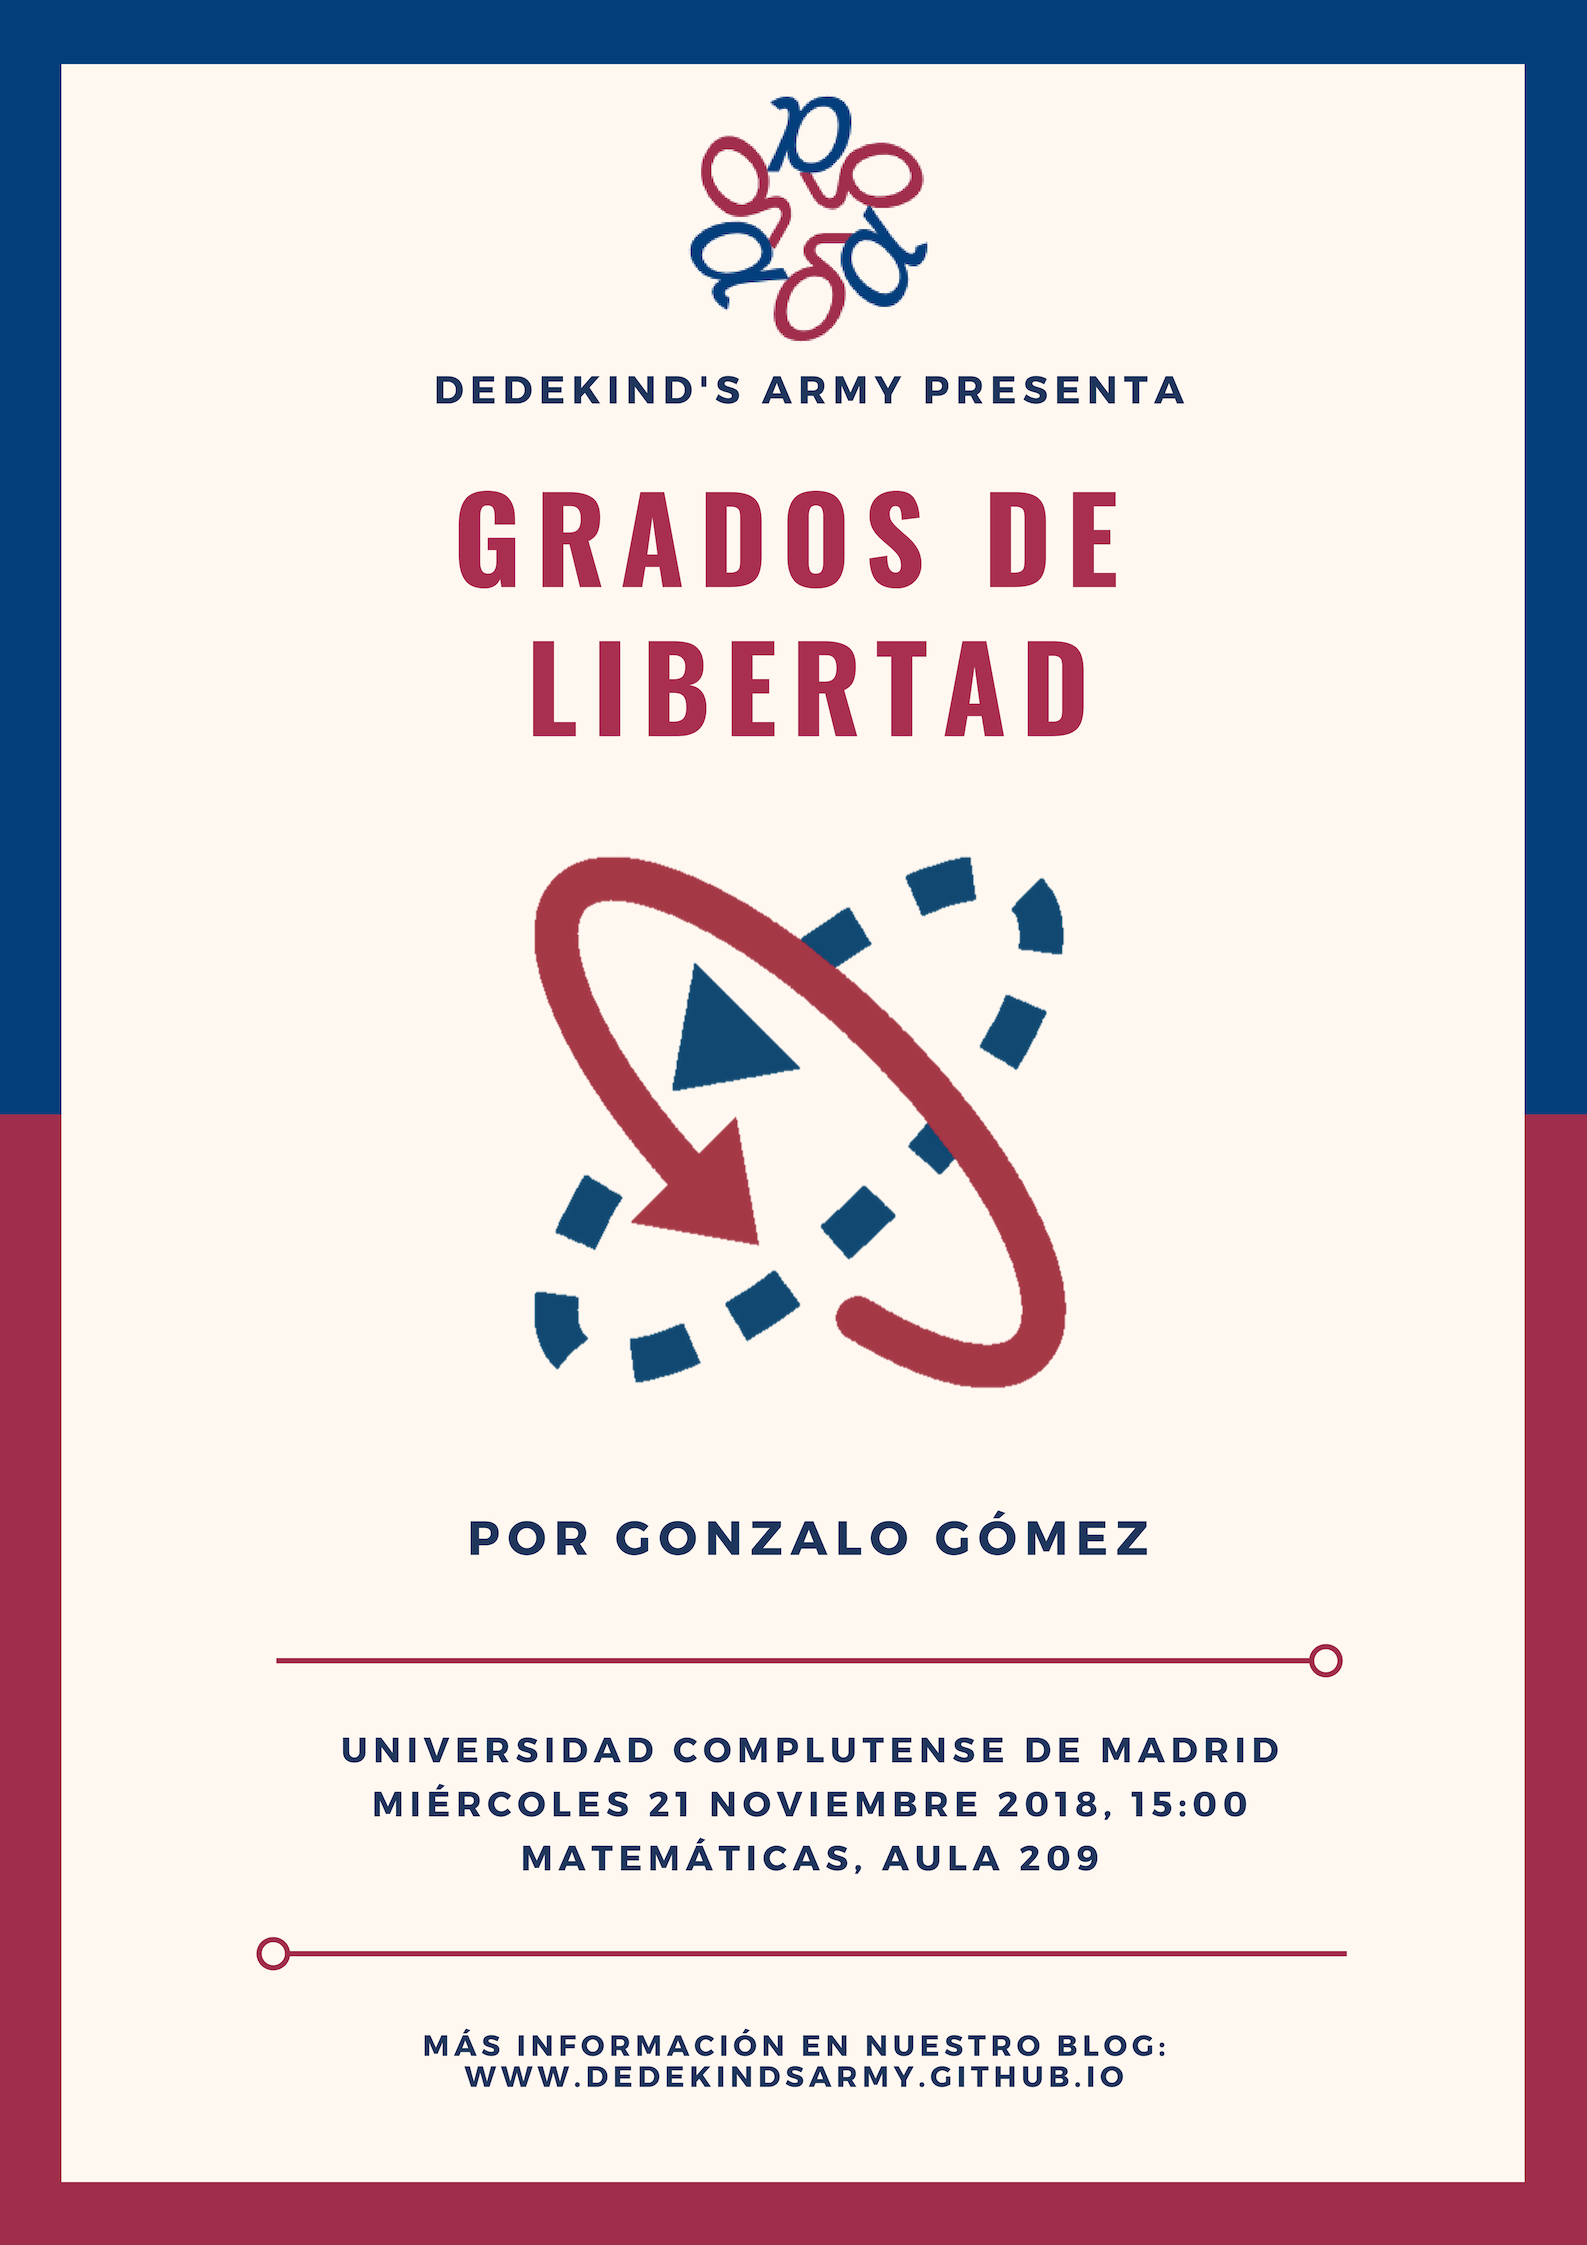 DEDEKIND'S ARMY PRESENTA
GRADOS DE
LIBERTAD
POR GONZALO GÓMEZ
UNIVERSIDAD COMPLUTENSE DE MADRID
MIÉRCOLES 21 NOVIEMBRE 2018, 15:00
MATEMÁTICAS, AULA 209
MÁS INFORMACIÓN EN NUESTRO BLOG:
WWW.DEDEKINDSARMY.GITHUB.IO